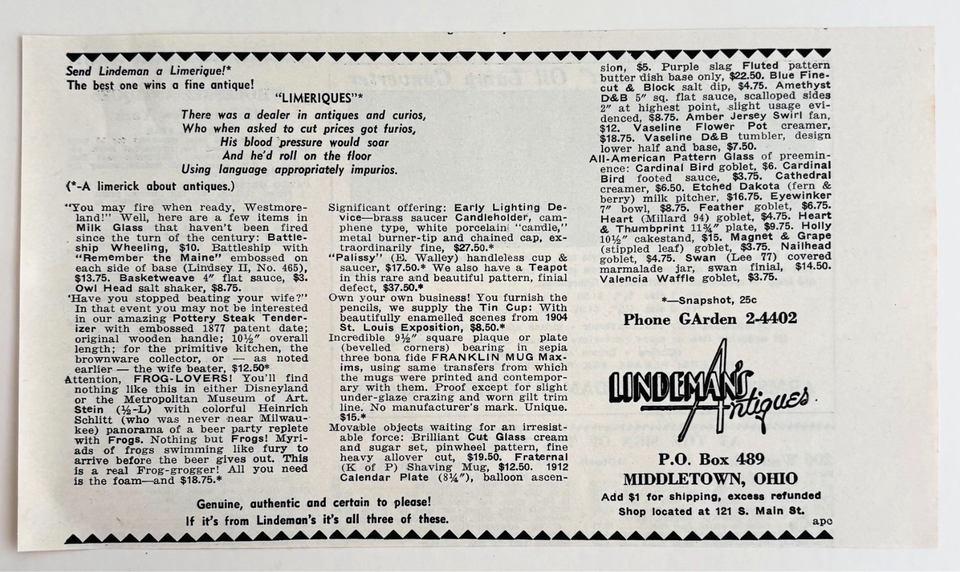 Send Lindeman a Limerique!*
The best one wins a fine antique!
"LIMERIQUES"*
There was a dealer in antiques and curios,
Who when asked to cut prices got furios,
His blood pressure would soar
And he'd roll on the floor
Using language appropriately impurios.
(*-A limerick about antiques.)
"You may fire when ready, Westmore-
land!" Well, here are a few items in
Milk Glass that haven't been fired
since the turn of the century: Battle-
ship Wheeling, $10. Battleship with
"Remember the Maine" embossed on
each side of base (Lindsey II, No. 465),
$13.75. Basketweave 4" flat sauce, $3.
Owl Head salt shaker, $8.75.
'Have you stopped beating your wife?"
In that event you may not be interested
in our amazing Pottery Steak Tender-
izer with embossed 1877 patent date;
original wooden handle; 10½" overall
length; for the primitive kitchen, the
brownware collector, or — as noted
earlier — the wife beater, $12.50*
Attention, FROG-LOVERS! You'll find
nothing like this in either Disneyland
or the Metropolitan Museum of Art.
Stein (½-L) with colorful Heinrich
Schlitt (who was never near Milwau-
kee) panorama of a beer party replete
with Frogs. Nothing but Frogs! Myri-
ads of frogs swimming like fury to
arrive before the beer gives out. This
is a real Frog-grogger! All you need
is the foam—and $18.75.*
Significant offering: Early Lighting De-
vice—brass saucer Candleholder, cam-
phene type, white porcelain "candle,"
metal burner-tip and chained cap, ex-
traordinarily fine, $27.50.*
"Palissy" (E. Walley) handleless cup &
saucer, $17.50.* We also have a Teapot
in this rare and beautiful pattern, finial
defect, $37.50.*
Own your own business! You furnish the
pencils, we supply the Tin Cup: With
beautifully enamelled scenes from 1904
St. Louis Exposition, $8.50.*
Incredible 9½" square plaque or plate
(bevelled corners) bearing in sepia
three bona fide FRANKLIN MUG Max-
ims, using same transfers from which
the mugs were printed and contempor-
ary with them. Proof except for slight
under-glaze crazing and worn gilt trim
line. No manufacturer's mark. Unique.
$15.*
Movable objects waiting for an irresist-
able force: Brilliant Cut Glass cream
and sugar set, pinwheel pattern, fine
heavy allover cut, $19.50. Fraternal
(K of P) Shaving Mug, $12.50. 1912
Calendar Plate (8¼"), balloon ascen-
sion, $5. Purple slag Fluted pattern
butter dish base only, $22.50. Blue Fine-
cut & Block salt dip, $4.75. Amethyst
D&B 5" sq. flat sauce, scalloped sides
2" at highest point, slight usage evi-
denced, $8.75. Amber Jersey Swirl fan,
$12. Vaseline Flower Pot creamer,
$18.75. Vaseline D&B tumbler, design
lower half and base, $7.50.
All-American Pattern Glass of preemin-
ence: Cardinal Bird goblet, $6. Cardinal
Bird footed sauce, $3.75. Cathedral
creamer, $6.50. Etched Dakota (fern &
berry) milk pitcher, $16.75. Eyewinker
7" bowl, $8.75. Feather goblet, $6.75.
Heart (Millard 94) goblet, $4.75. Heart
& Thumbprint 11¾" plate, $9.75. Holly
10½" cakestand, $15. Magnet & Grape
(stippled leaf) goblet, $3.75. Nailhead
goblet, $4.75. Swan (Lee 77) covered
marmalade jar, swan finial, $14.50.
Valencia Waffle goblet, $3.75.
*—Snapshot, 25c
Phone GArden 2-4402
LINDEMAN'S
Antiques
P.O. Box 489
MIDDLETOWN, OHIO
Add $1 for shipping, excess refunded
Shop located at 121 S. Main St.
apc
Genuine, authentic and certain to please!
If it's from Lindeman's it's all three of these.